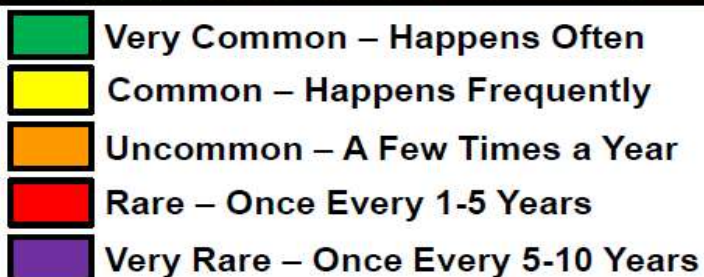 Very Common – Happens Often
Common – Happens Frequently
Uncommon – A Few Times a Year
Rare – Once Every 1-5 Years
Very Rare – Once Every 5-10 Years